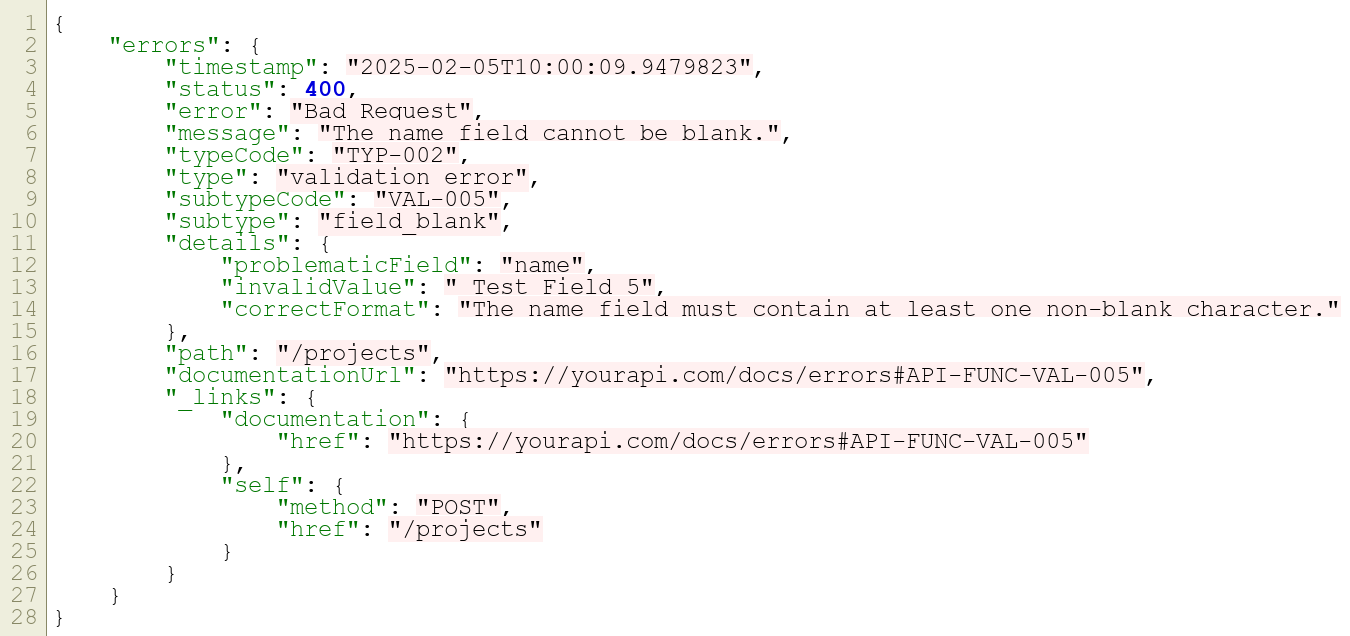 1 {
2     "errors": {
3         "timestamp": "2025-02-05T10:00:09.9479823",
4         "status": 400,
5         "error": "Bad Request",
6         "message": "The name field cannot be blank.",
7         "typeCode": "TYP-002",
8         "type": "validation error",
9         "subtypeCode": "VAL-005",
10         "subtype": "field_blank",
11         "details": {
12             "problematicField": "name",
13             "invalidValue": " Test Field 5",
14             "correctFormat": "The name field must contain at least one non-blank character."
15         },
16         "path": "/projects",
17         "documentationUrl": "https://yourapi.com/docs/errors#API-FUNC-VAL-005",
18         "_links": {
19             "documentation": {
20                 "href": "https://yourapi.com/docs/errors#API-FUNC-VAL-005"
21             },
22             "self": {
23                 "method": "POST",
24                 "href": "/projects"
25             }
26         }
27     }
28 }